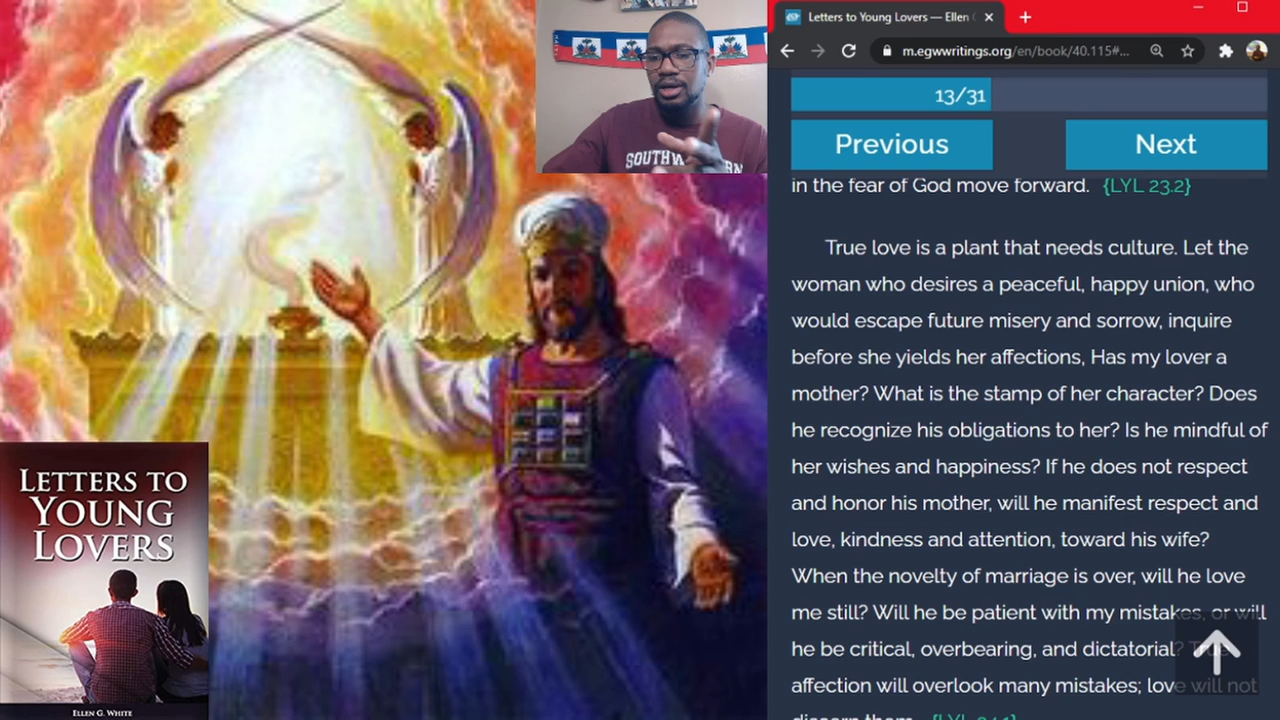 SOUTHW
LETTERS TO
YOUNG
LOVERS
ELLEN G. WHITE
Letters to Young Lovers — Ellen
m.egwwritings.org/en/book/40.115#...
13/31
Previous
Next
in the fear of God move forward. {LYL 23.2}
True love is a plant that needs culture. Let the
woman who desires a peaceful, happy union, who
would escape future misery and sorrow, inquire
before she yields her affections, Has my lover a
mother? What is the stamp of her character? Does
he recognize his obligations to her? Is he mindful of
her wishes and happiness? If he does not respect
and honor his mother, will he manifest respect and
love, kindness and attention, toward his wife?
When the novelty of marriage is over, will he love
me still? Will he be patient with my mistakes, or will
he be critical, overbearing, and dictatorial? True
affection will overlook many mistakes; love will not
discern them. {LYL 24.1}